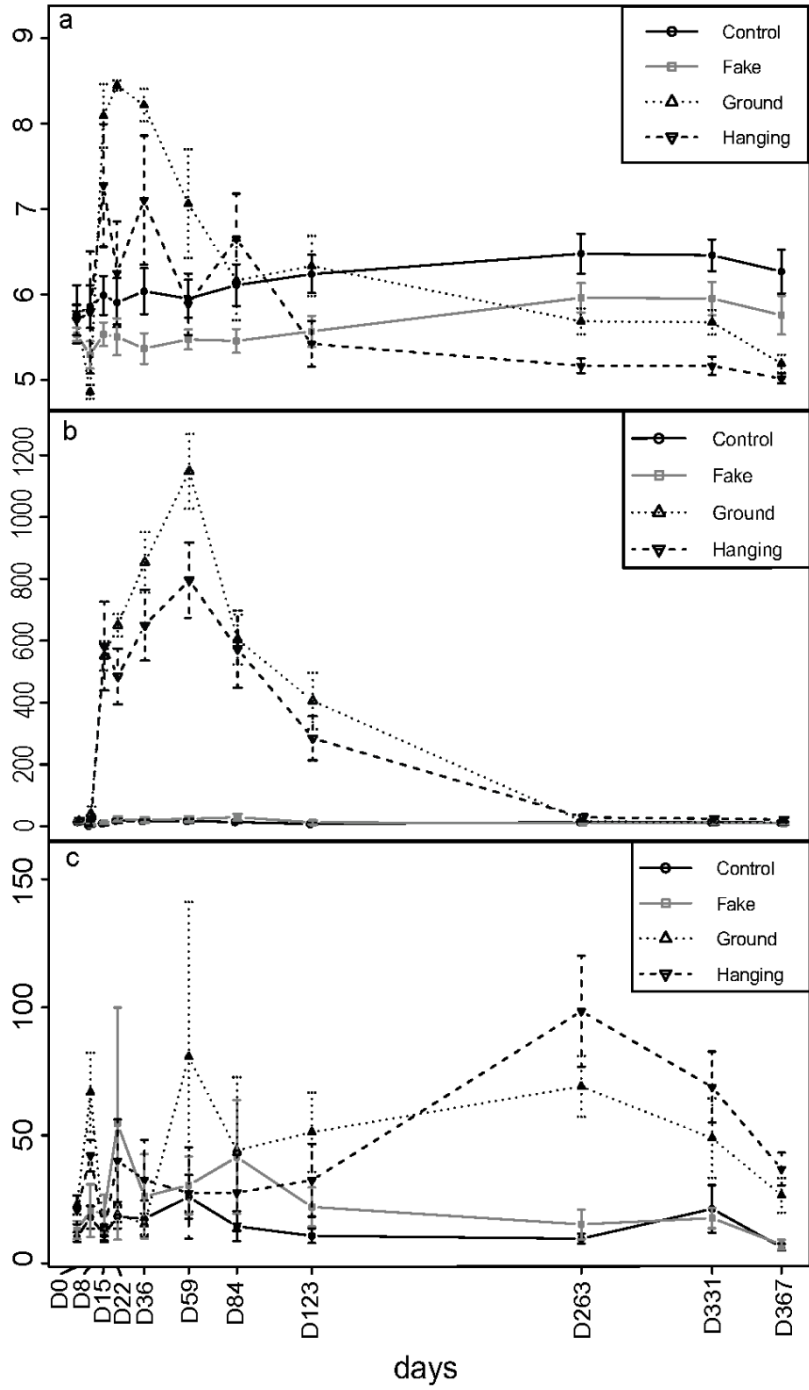 a
9
8
7
6
5
Control
Fake
Ground
Hanging
b
1200
1000
800
600
400
200
0
Control
Fake
Ground
Hanging
c
150
100
50
0
Control
Fake
Ground
Hanging
D0
D8
D15
D22
D36
D59
D84
D123
D263
D331
D367
days